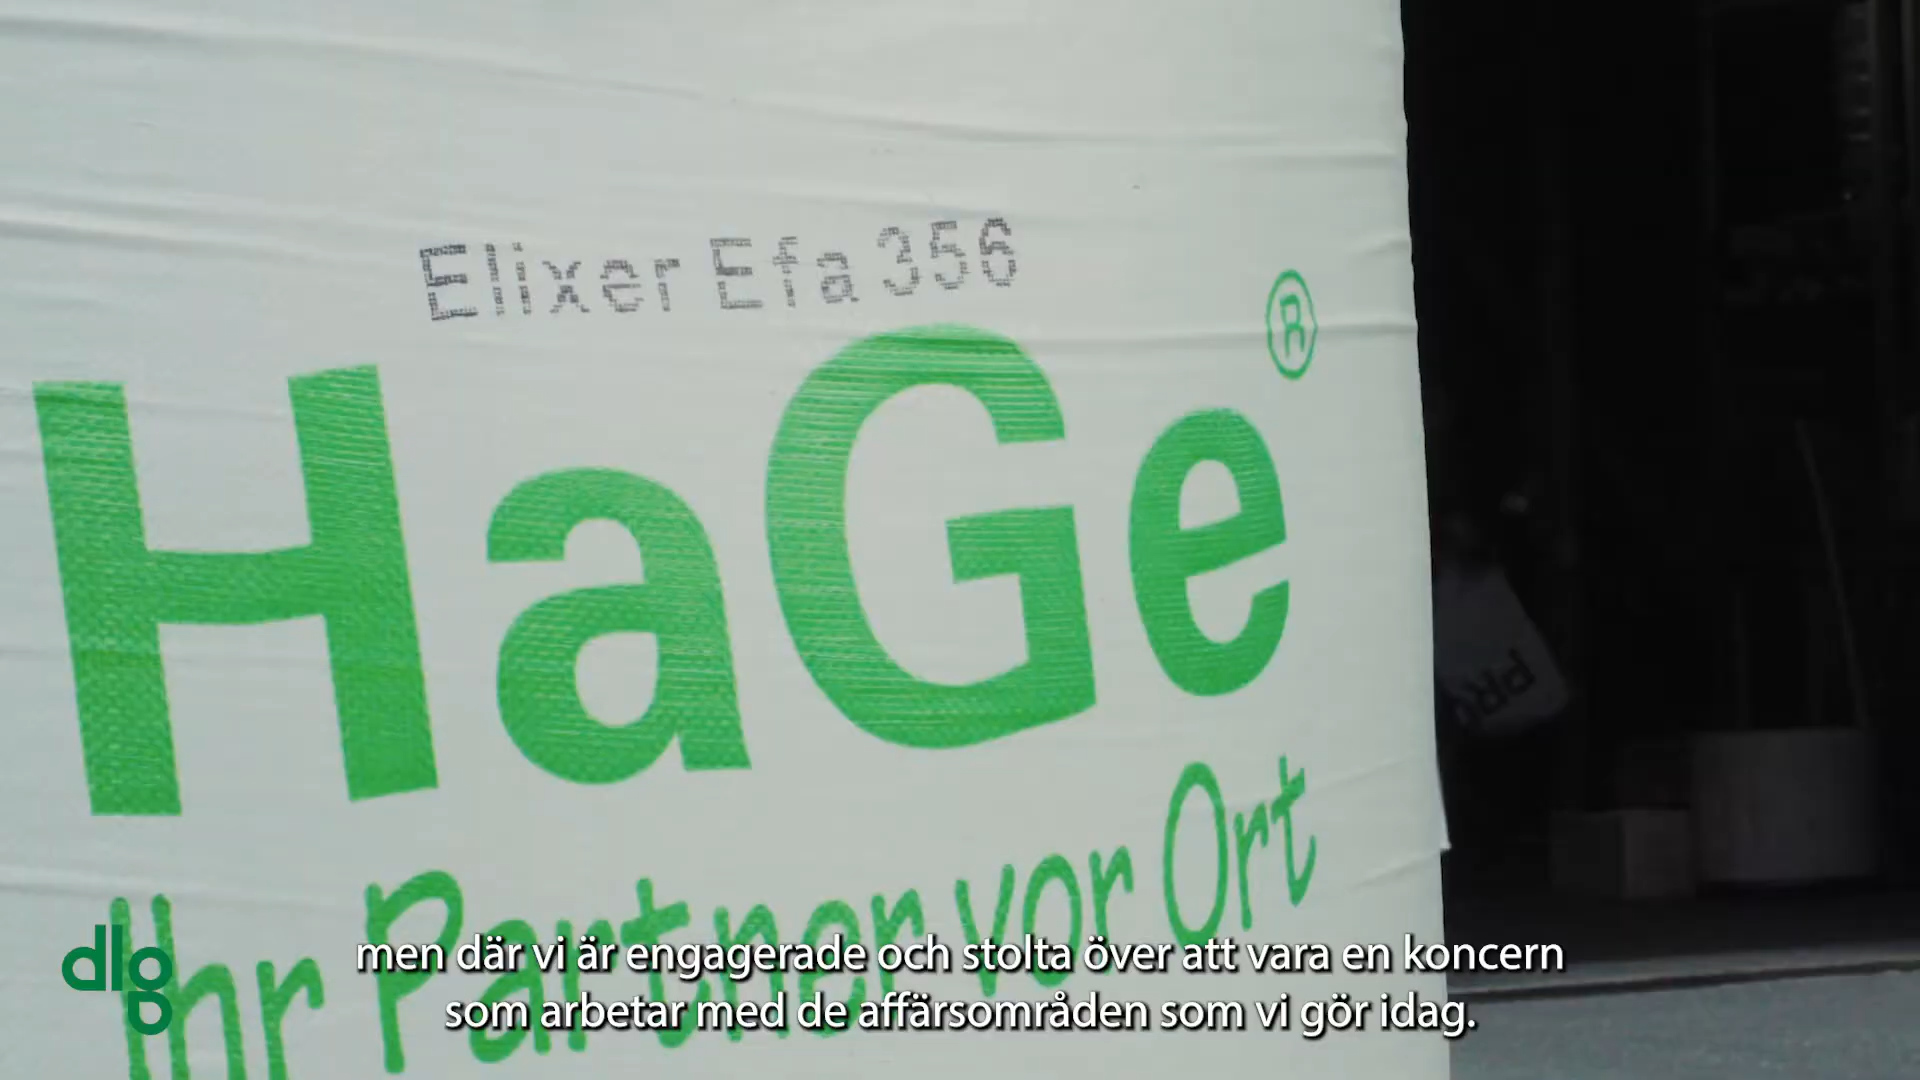 Elixer Efa 356
HaGe®
Ihr Partner vor Ort
PRO
dlg
men där vi är engagerade och stolta över att vara en koncern
som arbetar med de affärsområden som vi gör idag.